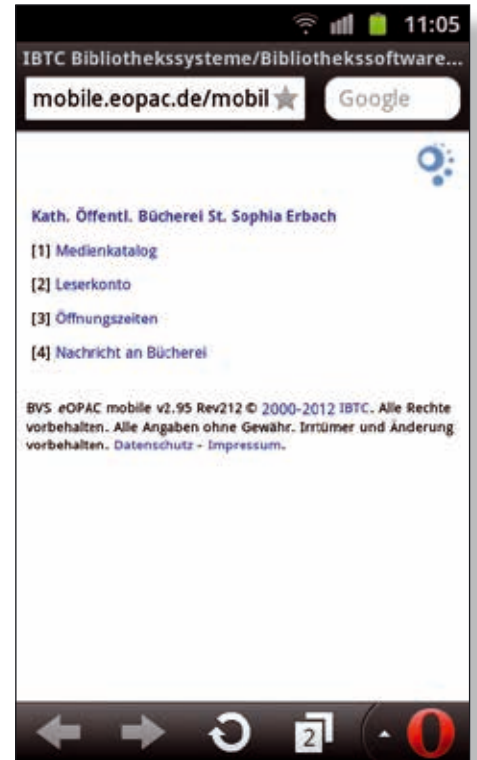 11:05
IBTC Bibliothekssysteme/Bibliothekssoftware...
mobile.eopac.de/mobil Google
Kath. Öffentl. Bücherei St. Sophia Erbach
[1] Medienkatalog
[2] Leserkonto
[3] Öffnungszeiten
[4] Nachricht an Bücherei
BVS eOPAC mobile v2.95 Rev212 © 2000-2012 IBTC. Alle Rechte
vorbehalten. Alle Angaben ohne Gewähr. Irrtümer und Änderung
vorbehalten. Datenschutz - Impressum.
2